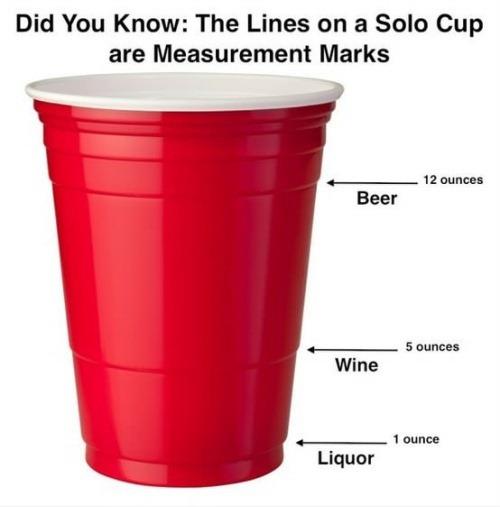 Did You Know: The Lines on a Solo Cup
are Measurement Marks
12 ounces
Beer
5 ounces
Wine
1 ounce
Liquor